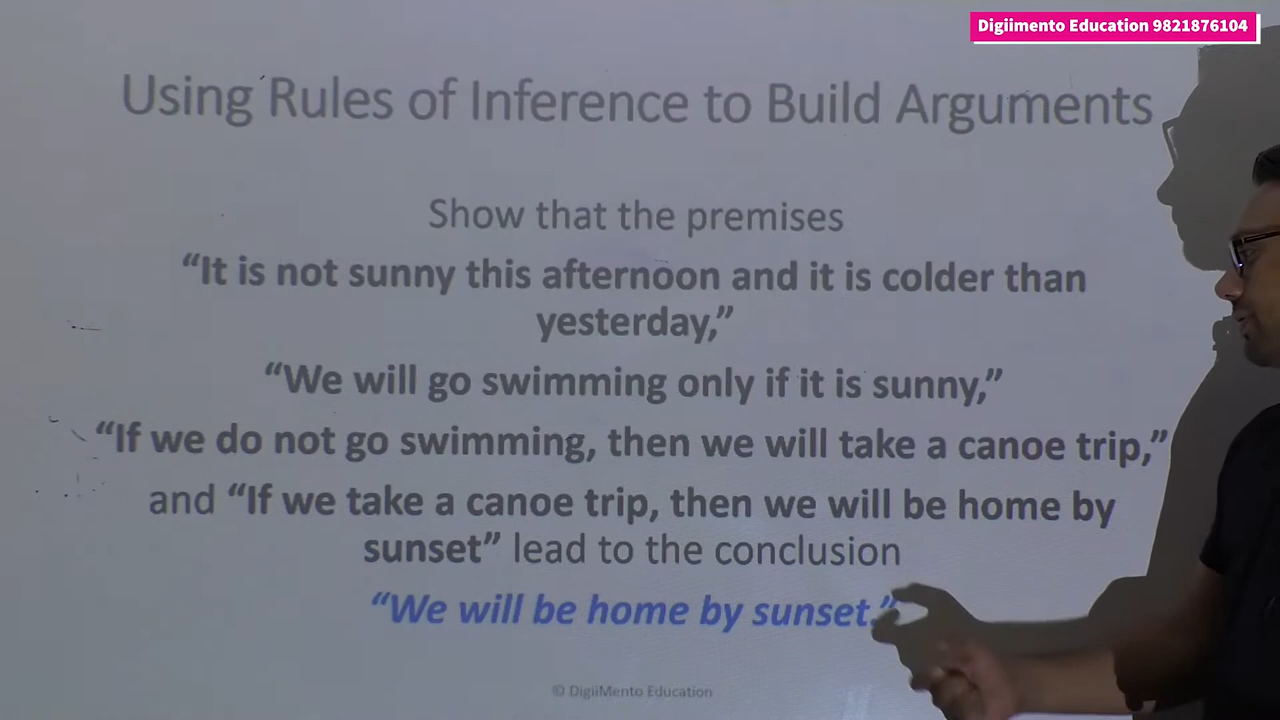 Digiimento Education 9821876104
Using Rules of Inference to Build Arguments
Show that the premises
“It is not sunny this afternoon and it is colder than
yesterday,”
“We will go swimming only if it is sunny,”
“If we do not go swimming, then we will take a canoe trip,”
and “If we take a canoe trip, then we will be home by
sunset” lead to the conclusion
“We will be home by sunset.”
© DigiiMento Education